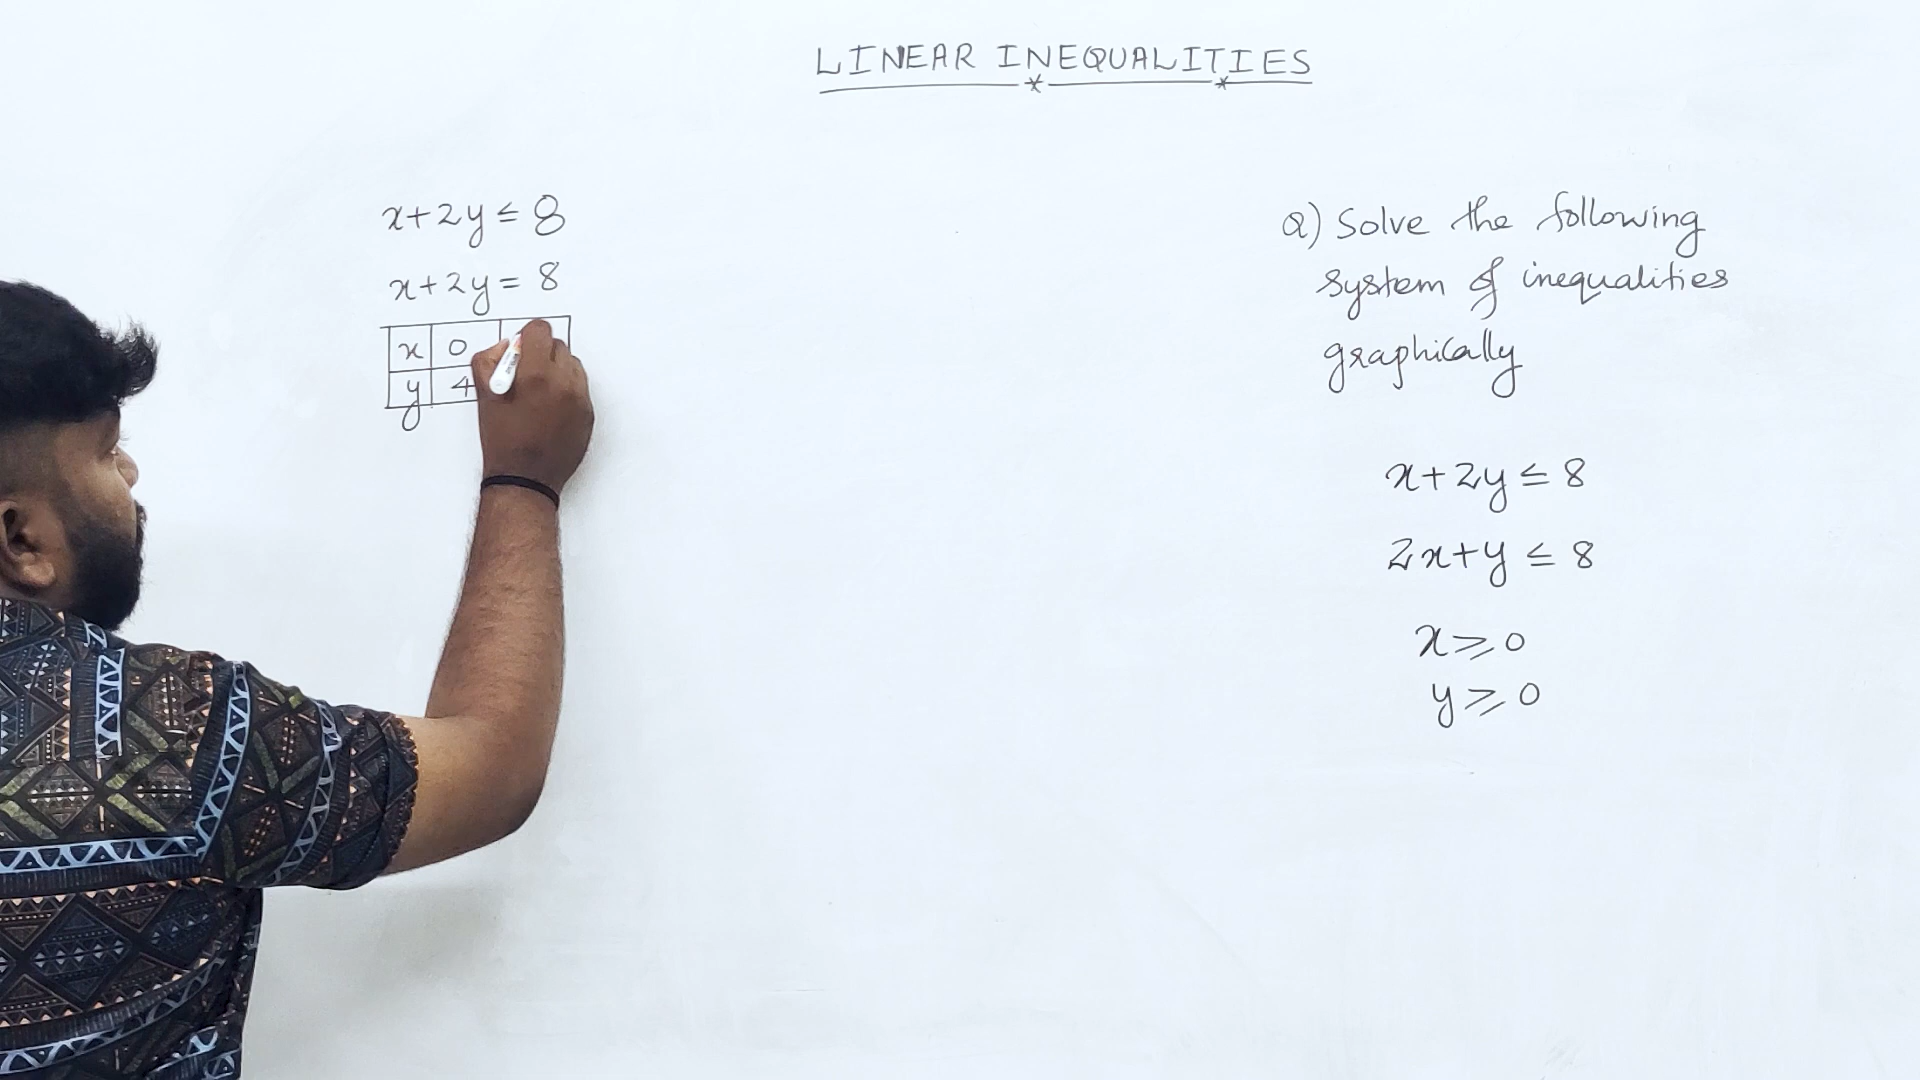 LINEAR INEQUALITIES
x+2y ≤ 8
x+2y = 8
x 0
y 4
Q) Solve the following
system of inequalities
graphically
x+2y ≤ 8
2x+y ≤ 8
x ≥ 0
y ≥ 0